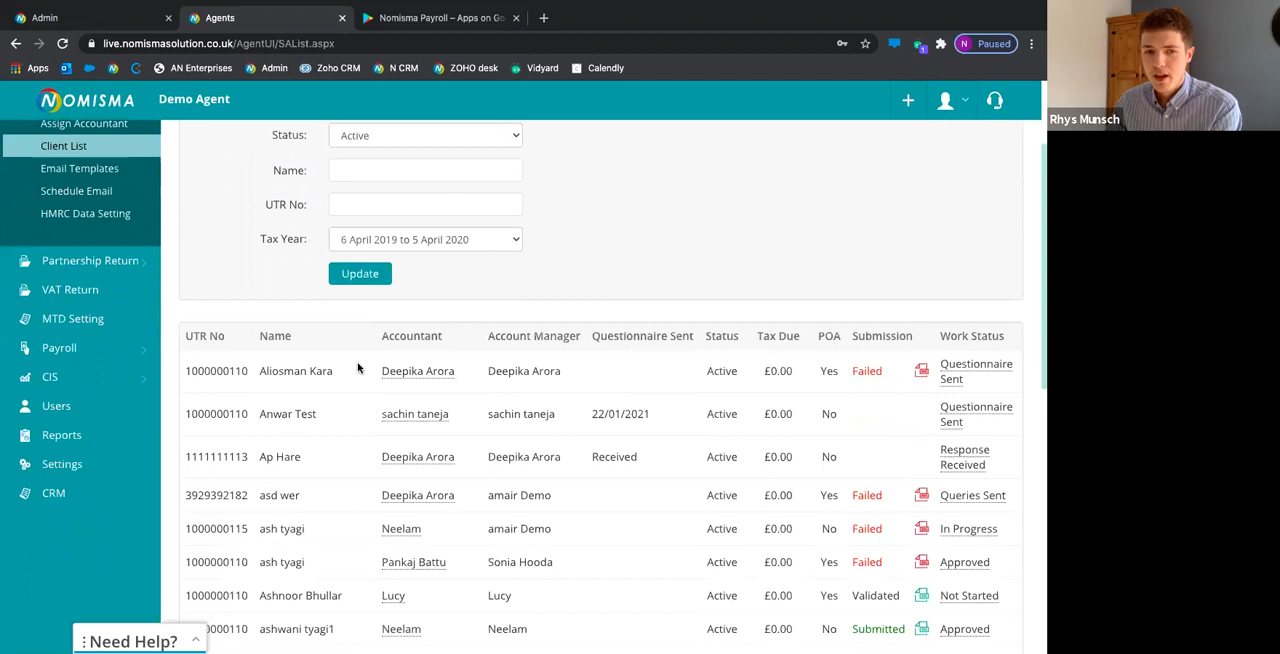 Admin
Agents
Nomisma Payroll – Apps on Go
live.nomismasolution.co.uk/AgentUI/SAList.aspx
1
N Paused
Apps
AN Enterprises
Admin
Zoho CRM
N CRM
ZOHO desk
Vidyard
Calendly
NOMISMA
Demo Agent
Rhys Munsch
Assign Accountant
Client List
Email Templates
Schedule Email
HMRC Data Setting
Partnership Return
VAT Return
MTD Setting
Payroll
CIS
Users
Reports
Settings
CRM
Need Help?
Status: Active
Name:
UTR No:
Tax Year: 6 April 2019 to 5 April 2020
Update
UTR No Name Accountant Account Manager Questionnaire Sent Status Tax Due POA Submission Work Status
1000000110 Aliosman Kara Deepika Arora Deepika Arora Active £0.00 Yes Failed Questionnaire
Sent
1000000110 Anwar Test sachin taneja sachin taneja 22/01/2021 Active £0.00 No Questionnaire
Sent
1111111113 Ap Hare Deepika Arora Deepika Arora Received Active £0.00 No Response
Received
3929392182 asd wer Deepika Arora amair Demo Active £0.00 Yes Failed Queries Sent
1000000115 ash tyagi Neelam amair Demo Active £0.00 No Failed In Progress
1000000110 ash tyagi Pankaj Battu Sonia Hooda Active £0.00 Yes Failed Approved
1000000110 Ashnoor Bhullar Lucy Lucy Active £0.00 Yes Validated Not Started
00000110 ashwani tyagi1 Neelam Neelam Active £0.00 No Submitted Approved